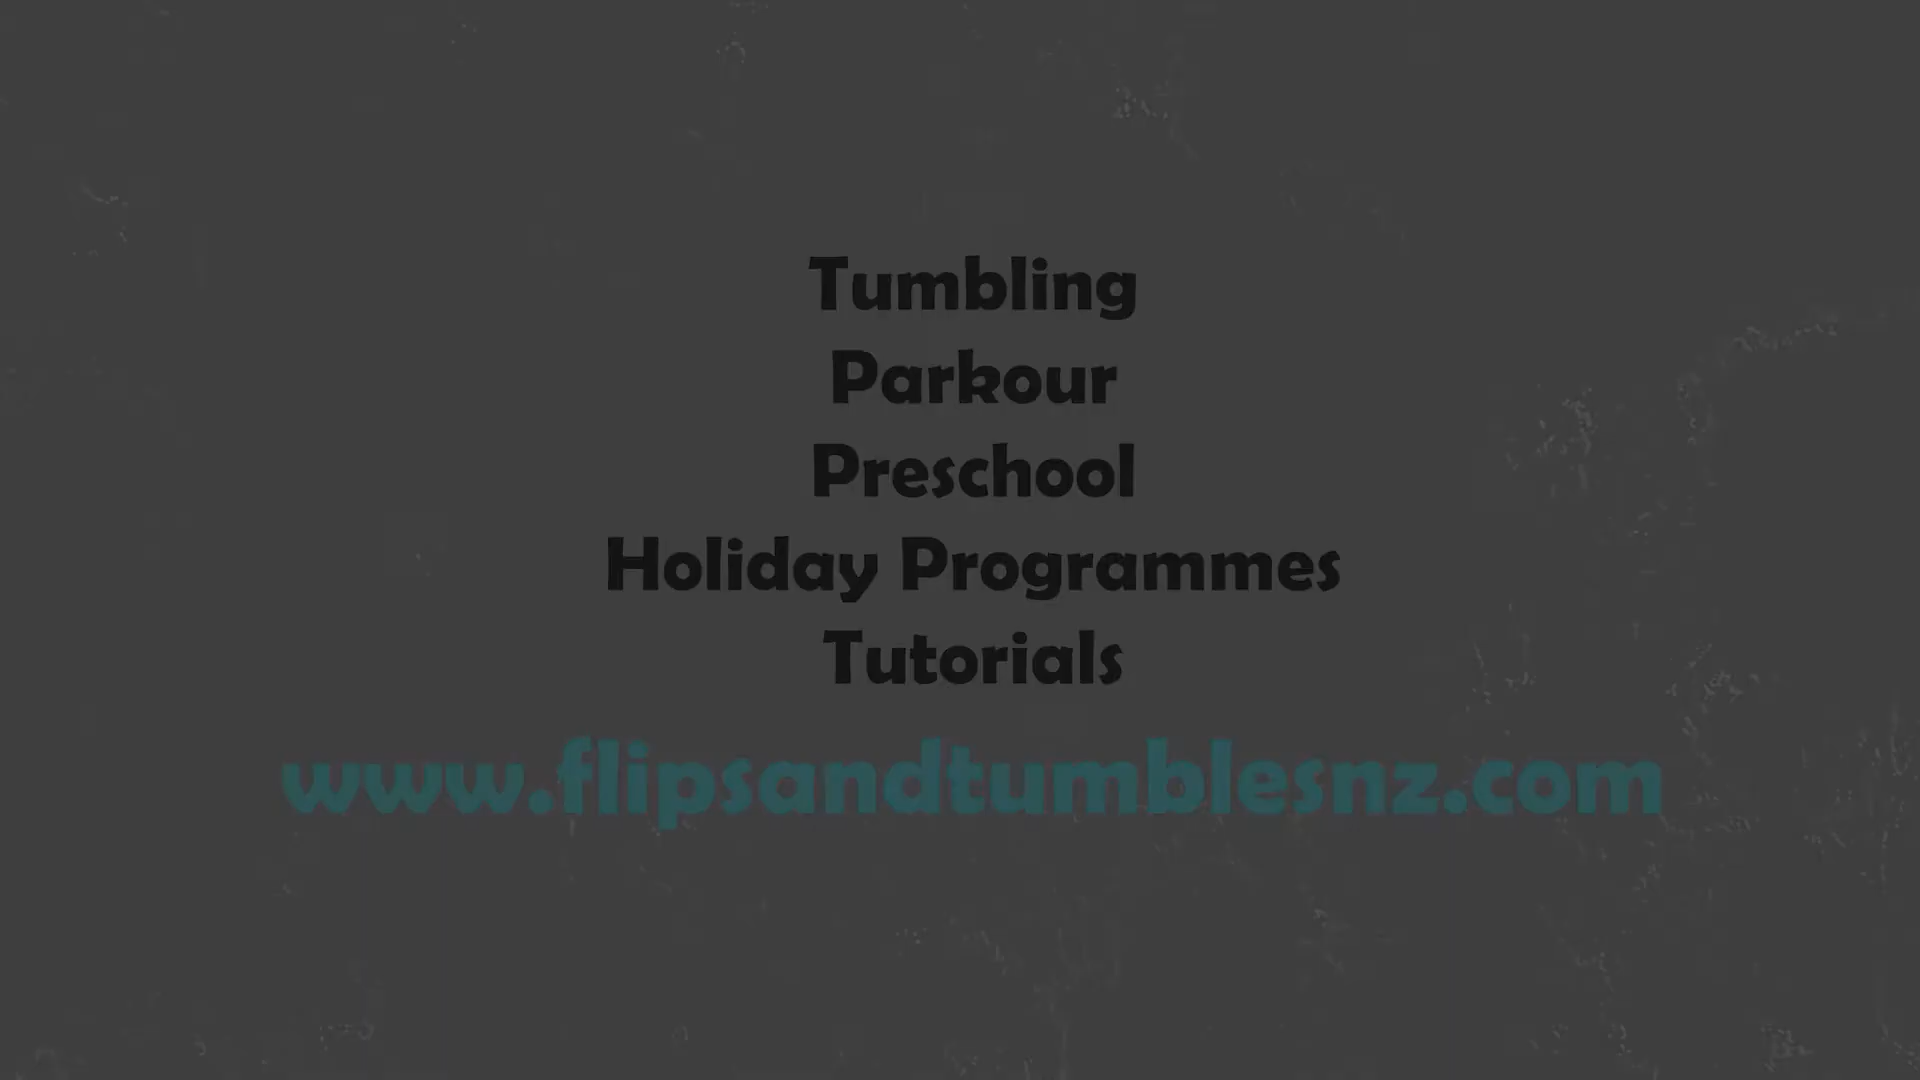 Tumbling
Parkour
Preschool
Holiday Programmes
Tutorials
www.flipsandtumblesnz.com